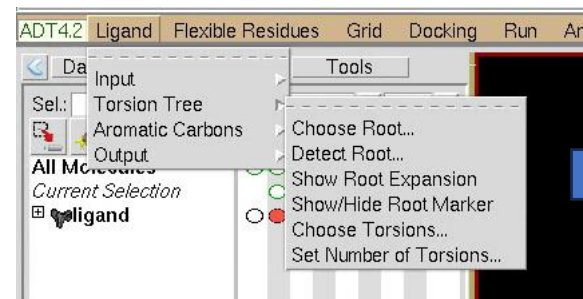 ADT4.2 Ligand Flexible Residues Grid Docking Run
Da Tools
Input
Sel.: Torsion Tree
Aromatic Carbons Choose Root...
Output Detect Root...
All Molecules Show Root Expansion
Current Selection Show/Hide Root Marker
ligand Choose Torsions...
Set Number of Torsions...